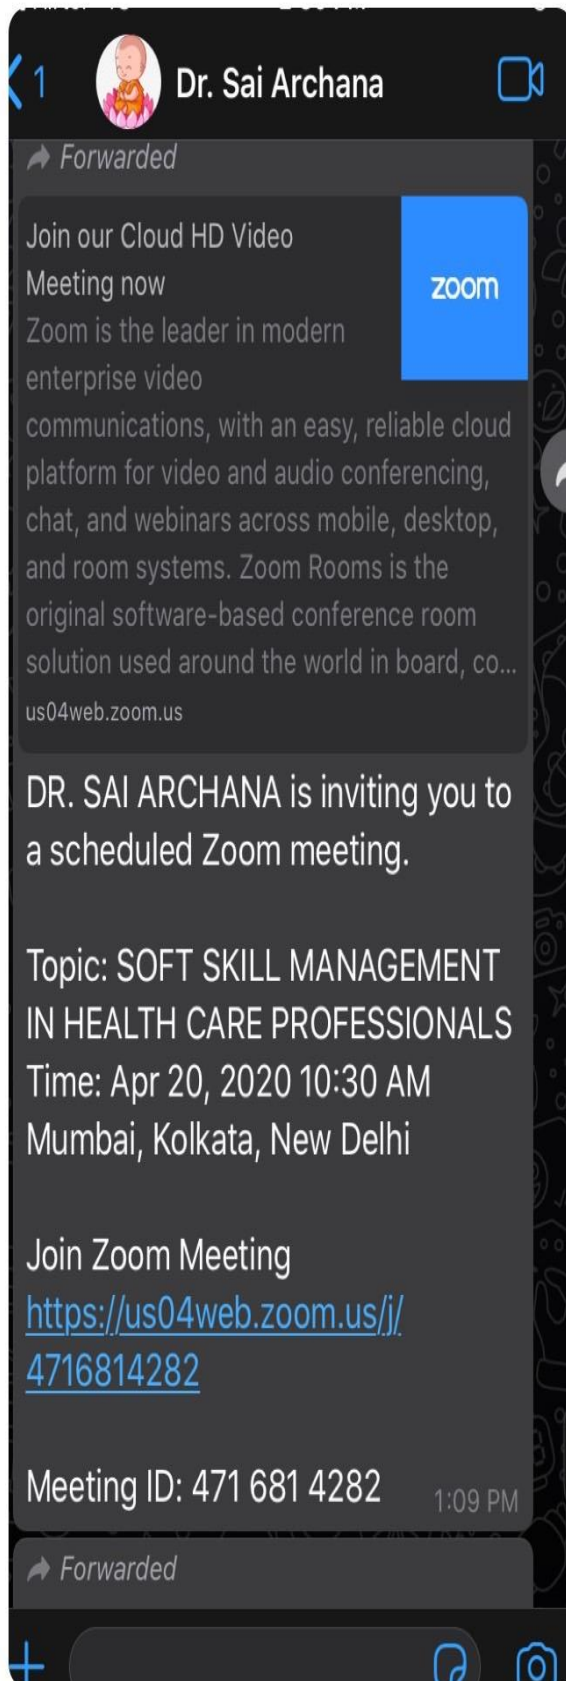 1
Dr. Sai Archana
Forwarded
Join our Cloud HD Video
Meeting now
zoom
Zoom is the leader in modern
enterprise video
communications, with an easy, reliable cloud
platform for video and audio conferencing,
chat, and webinars across mobile, desktop,
and room systems. Zoom Rooms is the
original software-based conference room
solution used around the world in board, co...
us04web.zoom.us
DR. SAI ARCHANA is inviting you to
a scheduled Zoom meeting.
Topic: SOFT SKILL MANAGEMENT
IN HEALTH CARE PROFESSIONALS
Time: Apr 20, 2020 10:30 AM
Mumbai, Kolkata, New Delhi
Join Zoom Meeting
https://us04web.zoom.us/j/
4716814282
Meeting ID: 471 681 4282
1:09 PM
Forwarded